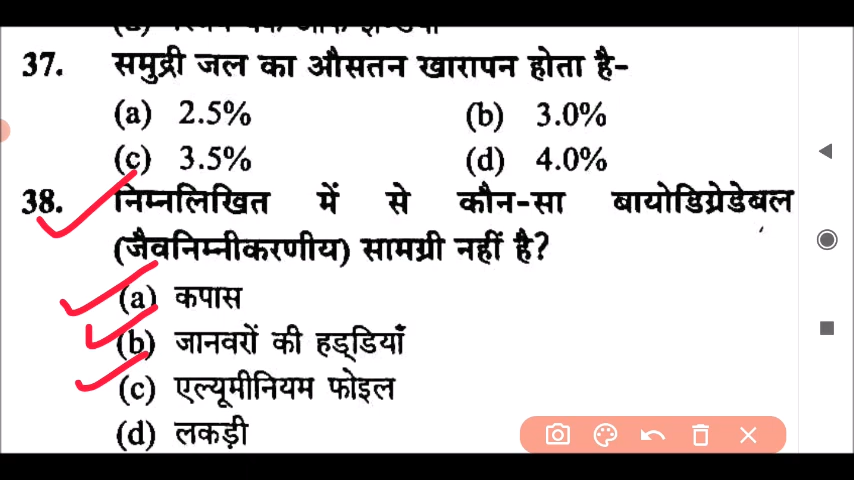 37. समुद्री जल का औसतन खारापन होता है-
(a) 2.5% (b) 3.0%
(c) 3.5% (d) 4.0%
38. निम्नलिखित में से कौन-सा बायोडिग्रेडेबल
(जैवनिम्नीकरणीय) सामग्री नहीं है?
(a) कपास
(b) जानवरों की हड्डियाँ
(c) एल्यूमीनियम फोइल
(d) लकड़ी